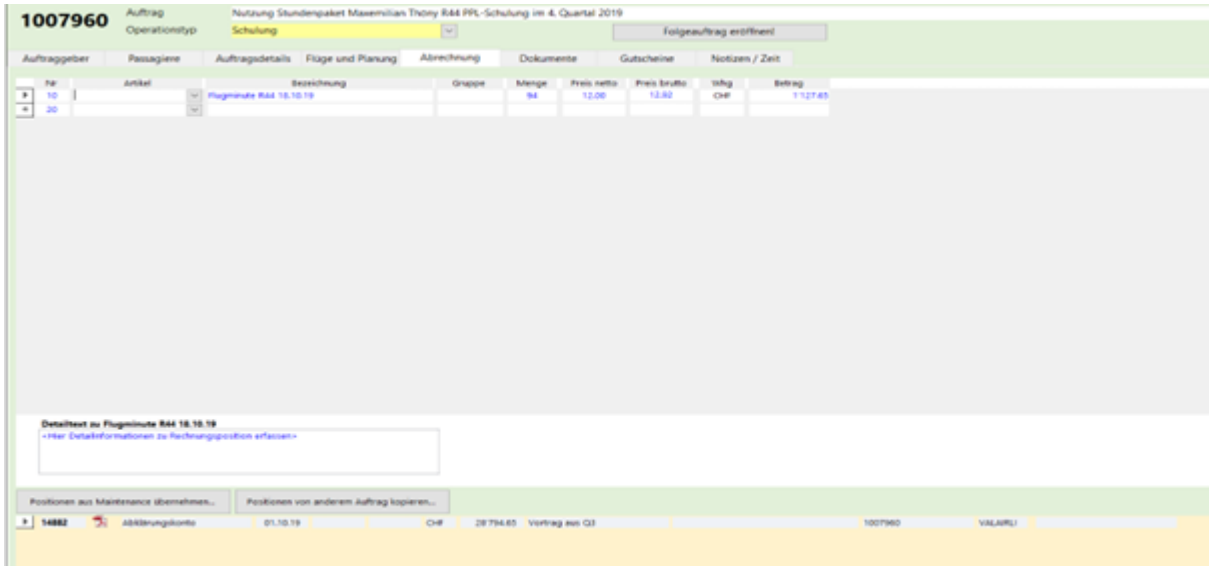 1007960 Auftrag Nutzung Stundenpaket Maxemilian Thöny R44 PPL-Schulung im 4. Quartal 2019
Operationstyp Schulung Folgeauftrag eröffnen!
Auftraggeber Passagiere Auftragsdetails Flüge und Planung Abrechnung Dokumente Gutscheine Notizen / Zeit
Nr Artikel Bezeichnung Gruppe Menge Preis netto Preis brutto Whg Betrag
10 Flugminute R44 18.10.19 94 12.00 12.92 CHF 1'127.65
20
Detailtext zu Flugminute R44 18.10.19
<Hier Detailinformationen zu Rechnungsposition erfassen>
Positionen aus Maintenance übernehmen... Positionen von anderem Auftrag kopieren...
14882 Abklärungskonto 01.10.19 CHF 28'794.65 Vortrag aus Q3 1007960